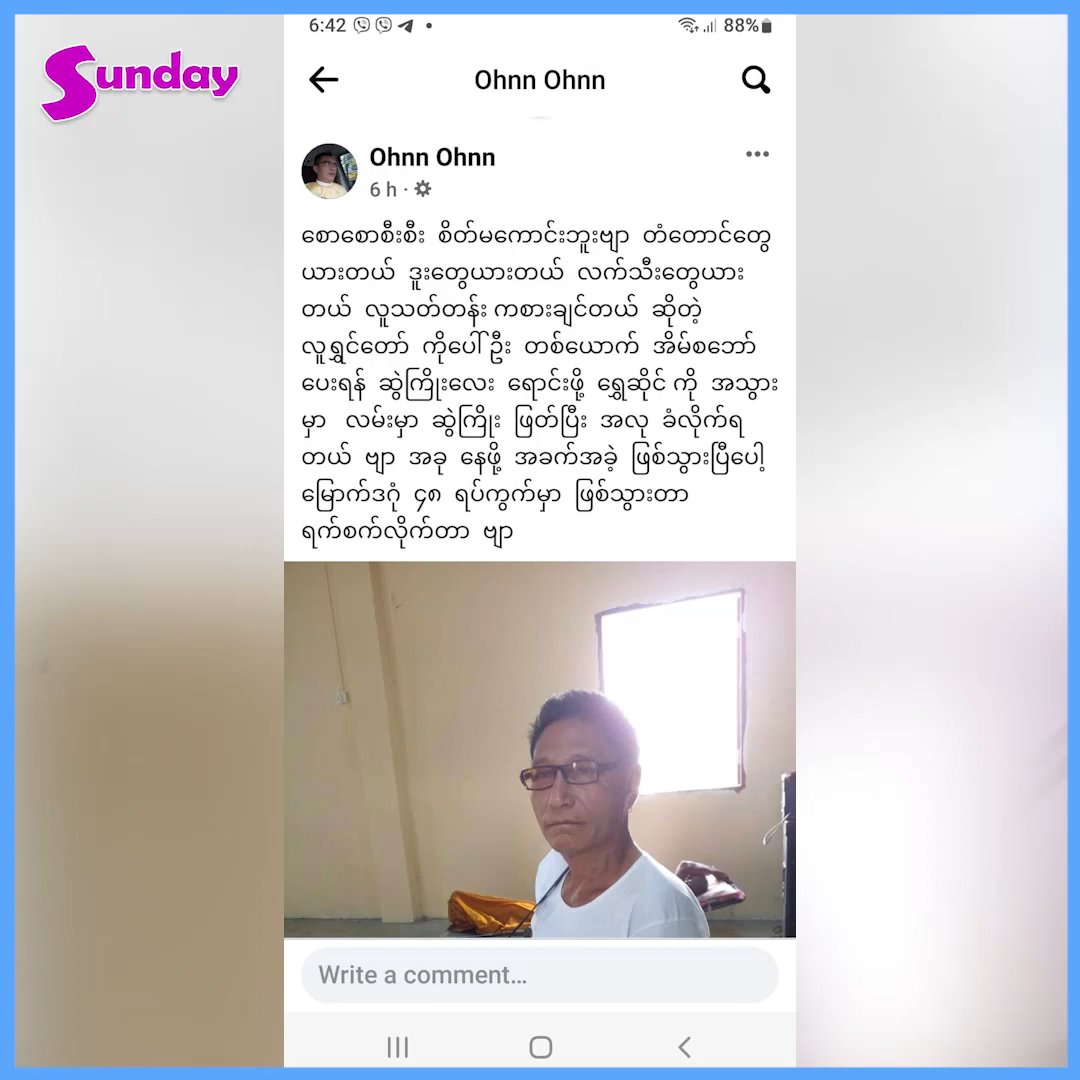 Sunday
6:42
88%
Ohnn Ohnn
Ohnn Ohnn
6 h ·
စောစောစီးစီး စိတ်မကောင်းဘူးဗျာ တံတောင်တွေ
ယားတယ် ဒူးတွေယားတယ် လက်သီးတွေယား
တယ် လူသတ်တန်း ကစားချင်တယ် ဆိုတဲ့
လူရွှင်တော် ကိုပေါ်ဦး တစ်ယောက် အိမ်စဘော်
ပေးရန် ဆွဲကြိုးလေး ရောင်းဖို့ ရွှေဆိုင် ကို အသွား
မှာ လမ်းမှာ ဆွဲကြိုး ဖြတ်ပြီး အလု ခံလိုက်ရ
တယ် ဗျာ အခု နေဖို့ အခက်အခဲ ဖြစ်သွားပြီပေါ့
မြောက်ဒဂုံ ၄၈ ရပ်ကွက်မှာ ဖြစ်သွားတာ
ရက်စက်လိုက်တာ ဗျာ
Write a comment...